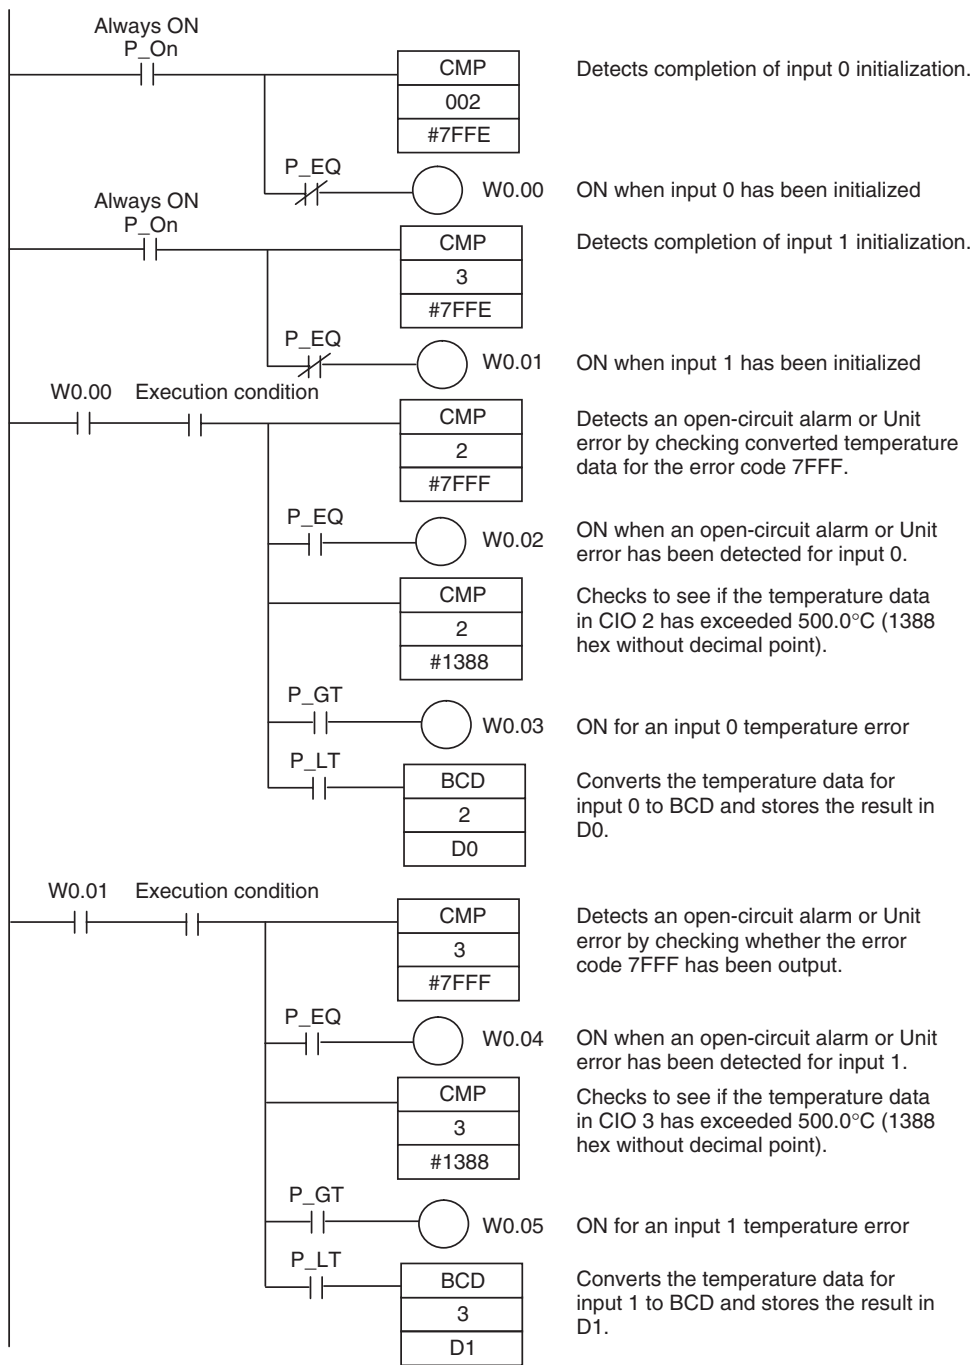 Always ON
P_On
CMP
002
#7FFE
Detects completion of input 0 initialization.
P_EQ
W0.00
ON when input 0 has been initialized
Always ON
P_On
CMP
3
#7FFE
Detects completion of input 1 initialization.
P_EQ
W0.01
ON when input 1 has been initialized
W0.00
Execution condition
CMP
2
#7FFF
Detects an open-circuit alarm or Unit
error by checking converted temperature
data for the error code 7FFF.
P_EQ
W0.02
ON when an open-circuit alarm or Unit
error has been detected for input 0.
CMP
2
#1388
Checks to see if the temperature data
in CIO 2 has exceeded 500.0°C (1388
hex without decimal point).
P_GT
W0.03
ON for an input 0 temperature error
P_LT
BCD
2
D0
Converts the temperature data for
input 0 to BCD and stores the result in
D0.
W0.01
Execution condition
CMP
3
#7FFF
Detects an open-circuit alarm or Unit
error by checking whether the error
code 7FFF has been output.
P_EQ
W0.04
ON when an open-circuit alarm or Unit
error has been detected for input 1.
CMP
3
#1388
Checks to see if the temperature data
in CIO 3 has exceeded 500.0°C (1388
hex without decimal point).
P_GT
W0.05
ON for an input 1 temperature error
P_LT
BCD
3
D1
Converts the temperature data for
input 1 to BCD and stores the result in
D1.